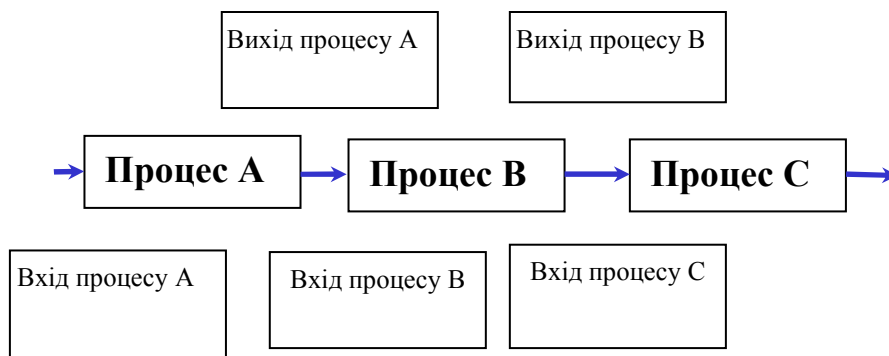 Вихід процесу А
Вихід процесу В
Процес А
Процес В
Процес С
Вхід процесу А
Вхід процесу В
Вхід процесу С